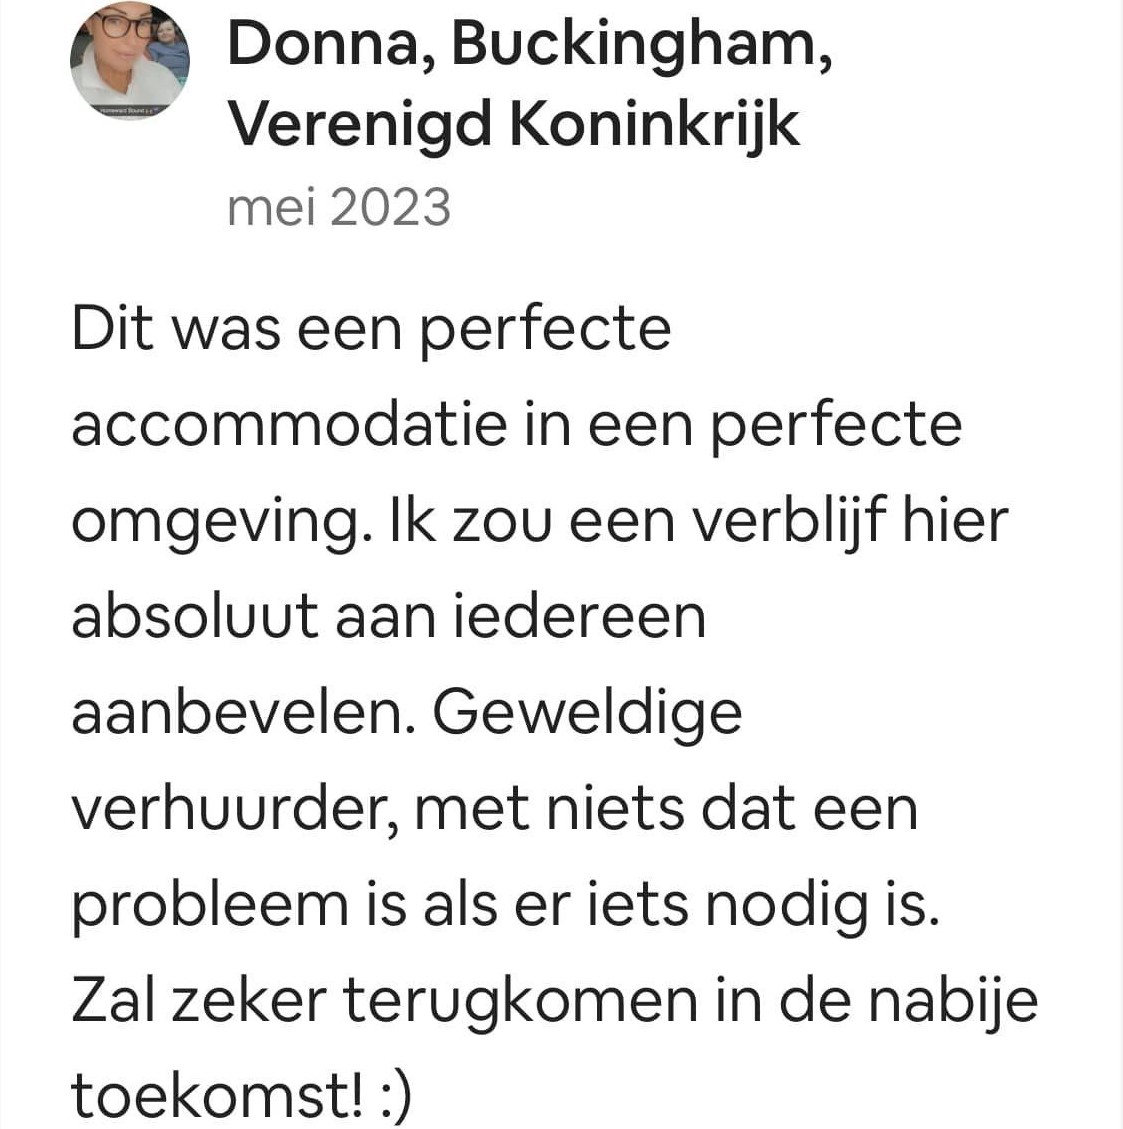 Donna, Buckingham,
Verenigd Koninkrijk
mei 2023
Dit was een perfecte
accommodatie in een perfecte
omgeving. Ik zou een verblijf hier
absoluut aan iedereen
aanbevelen. Geweldige
verhuurder, met niets dat een
probleem is als er iets nodig is.
Zal zeker terugkomen in de nabije
toekomst! :)